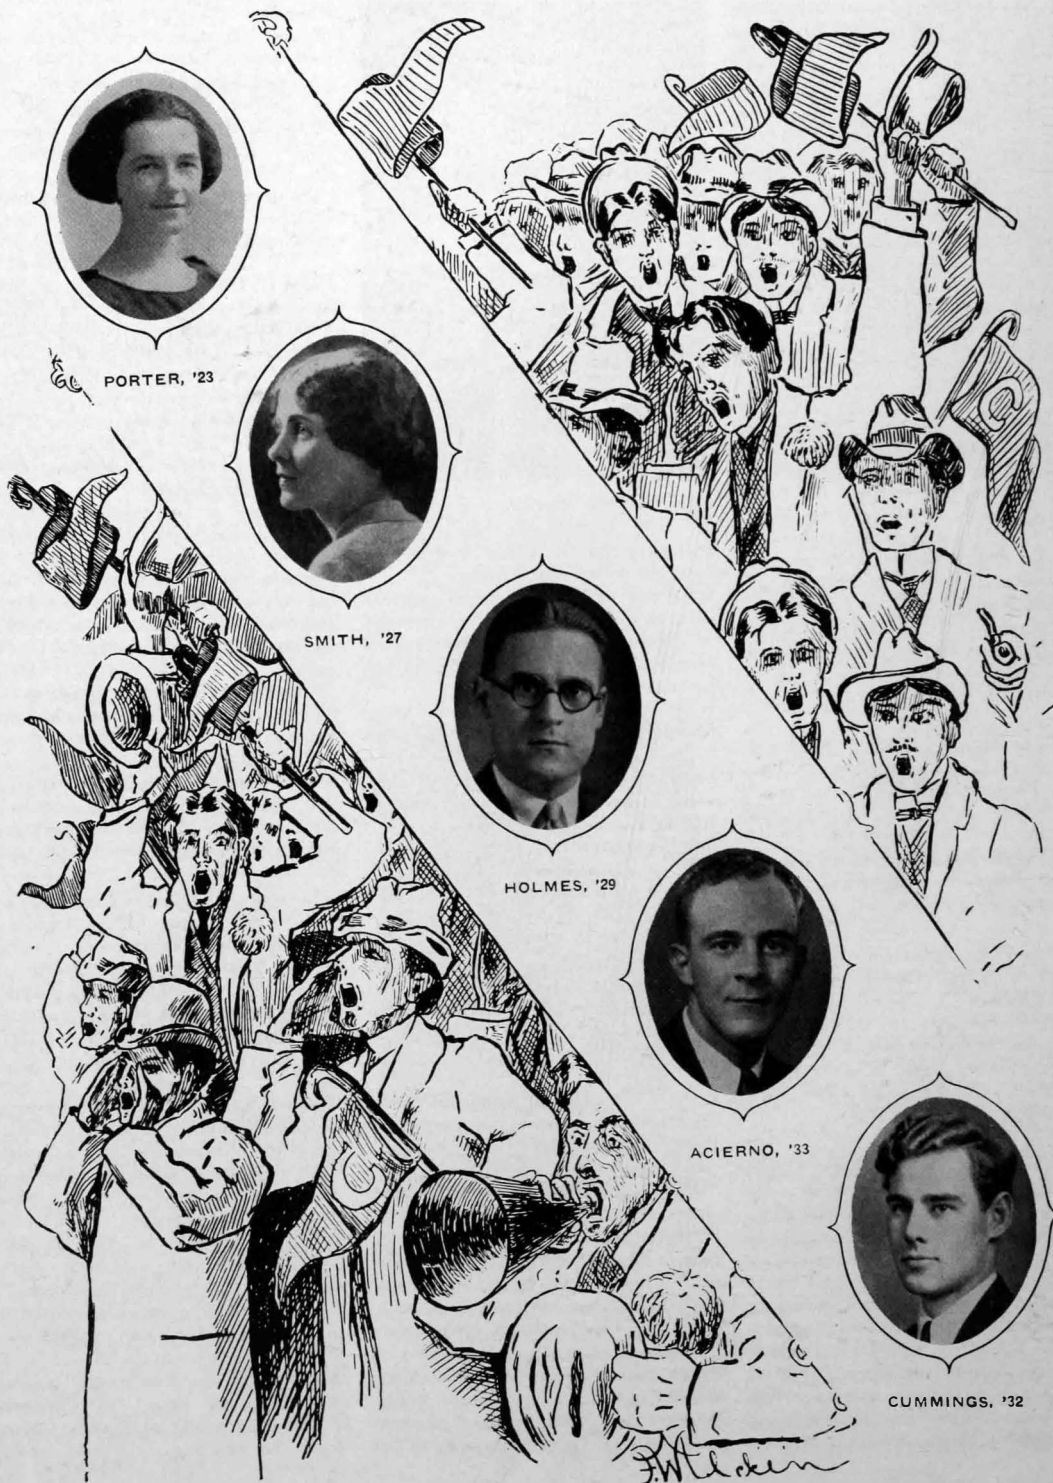 PORTER, '23
SMITH, '27
HOLMES, '29
ACIERNO, '33
CUMMINGS, '32
C
C